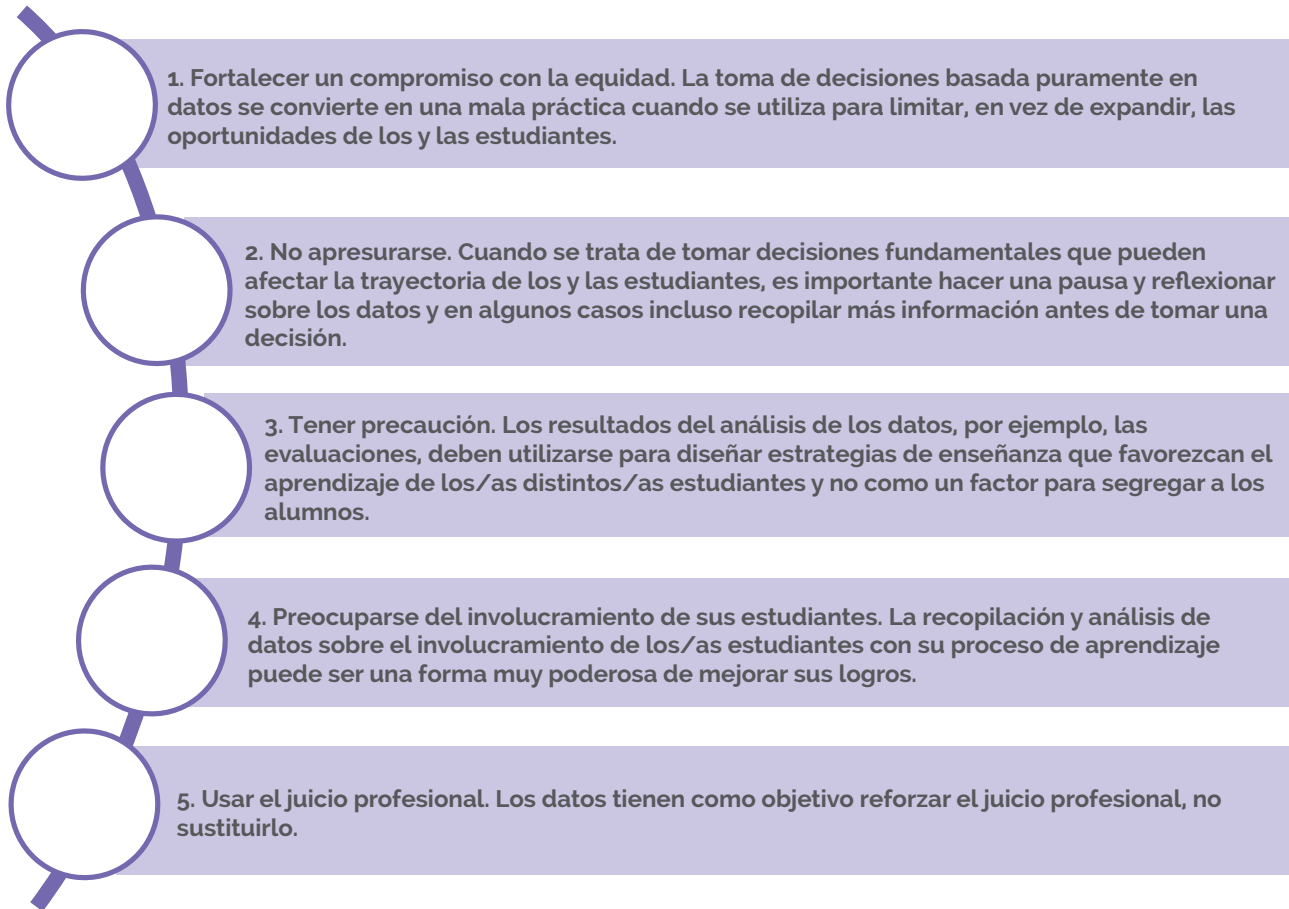 1. Fortalecer un compromiso con la equidad. La toma de decisiones basada puramente en
datos se convierte en una mala práctica cuando se utiliza para limitar, en vez de expandir, las
oportunidades de los y las estudiantes.
2. No apresurarse. Cuando se trata de tomar decisiones fundamentales que pueden
afectar la trayectoria de los y las estudiantes, es importante hacer una pausa y reflexionar
sobre los datos y en algunos casos incluso recopilar más información antes de tomar una
decisión.
3. Tener precaución. Los resultados del análisis de los datos, por ejemplo, las
evaluaciones, deben utilizarse para diseñar estrategias de enseñanza que favorezcan el
aprendizaje de los/as distintos/as estudiantes y no como un factor para segregar a los
alumnos.
4. Preocuparse del involucramiento de sus estudiantes. La recopilación y análisis de
datos sobre el involucramiento de los/as estudiantes con su proceso de aprendizaje
puede ser una forma muy poderosa de mejorar sus logros.
5. Usar el juicio profesional. Los datos tienen como objetivo reforzar el juicio profesional, no
sustituirlo.